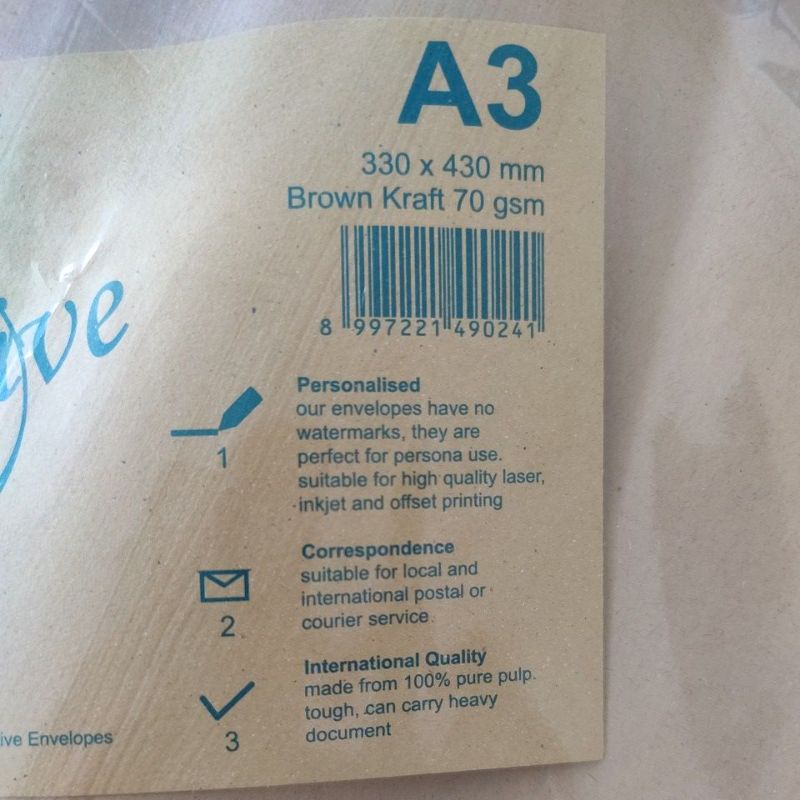 A3
330 x 430 mm
Brown Kraft 70 gsm
8 997221 490241
ive
Personalised
our envelopes have no
watermarks, they are
perfect for persona use.
suitable for high quality laser,
inkjet and offset printing
1
Correspondence
suitable for local and
international postal or
courier service.
2
International Quality
made from 100% pure pulp.
tough, can carry heavy
document
3
ive Envelopes